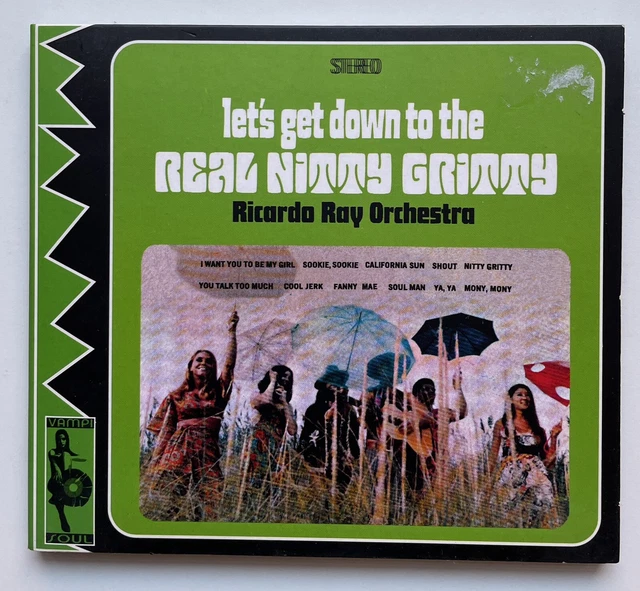 STEREO
let's get down to the
REAL NITTY GRITTY
Ricardo Ray Orchestra
I WANT YOU TO BE MY GIRL SOOKIE, SOOKIE CALIFORNIA SUN SHOUT NITTY GRITTY
YOU TALK TOO MUCH COOL JERK FANNY MAE SOUL MAN YA, YA MONY, MONY
VAMPI
SOUL